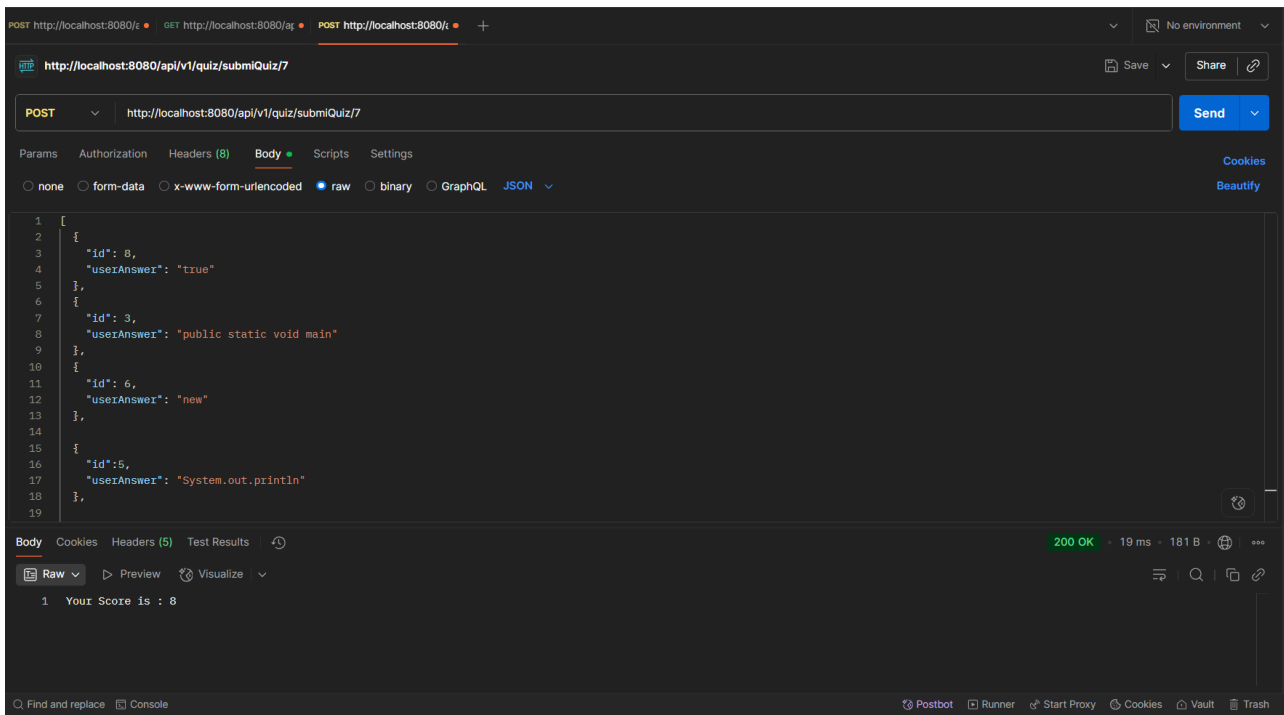 POST http://localhost:8080/a GET http://localhost:8080/ap POST http://localhost:8080/a + No environment
HTTP http://localhost:8080/api/v1/quiz/submiQuiz/7 Save Share
POST http://localhost:8080/api/v1/quiz/submiQuiz/7 Send
Params Authorization Headers (8) Body Scripts Settings Cookies
none form-data x-www-form-urlencoded raw binary GraphQL JSON Beautify
1 [
2 {
3 "id": 8,
4 "userAnswer": "true"
5 },
6 {
7 "id": 3,
8 "userAnswer": "public static void main"
9 },
10 {
11 "id": 6,
12 "userAnswer": "new"
13 },
14
15 {
16 "id":5,
17 "userAnswer": "System.out.println"
18 },
19
Body Cookies Headers (5) Test Results 200 OK 19 ms 181 B
Raw Preview Visualize
1 Your Score is : 8
Find and replace Console Postbot Runner Start Proxy Cookies Vault Trash